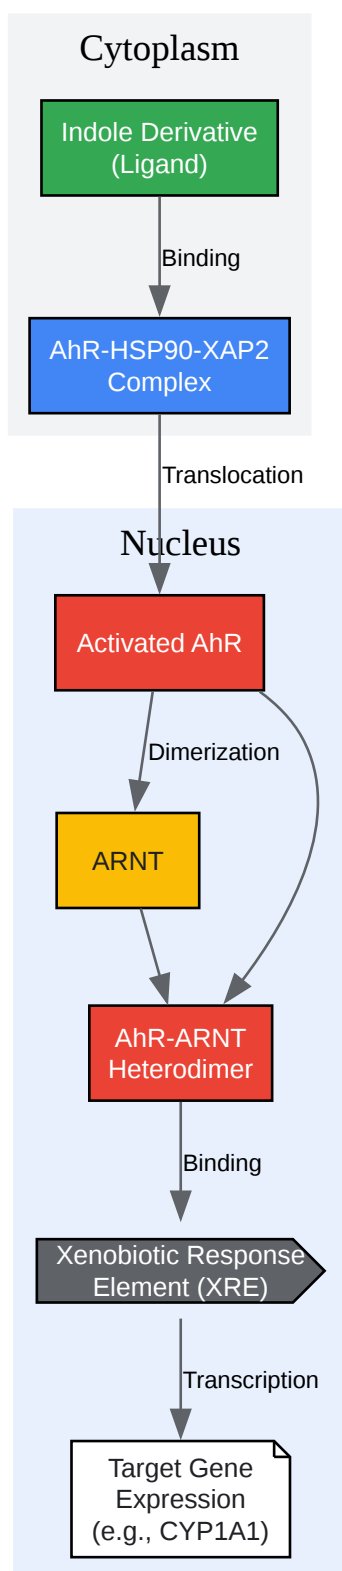 Cytoplasm
Indole Derivative
(Ligand)
Binding
AhR-HSP90-XAP2
Complex
Translocation
Nucleus
Activated AhR
Dimerization
ARNT
AhR-ARNT
Heterodimer
Binding
Xenobiotic Response
Element (XRE)
Transcription
Target Gene
Expression
(e.g., CYP1A1)